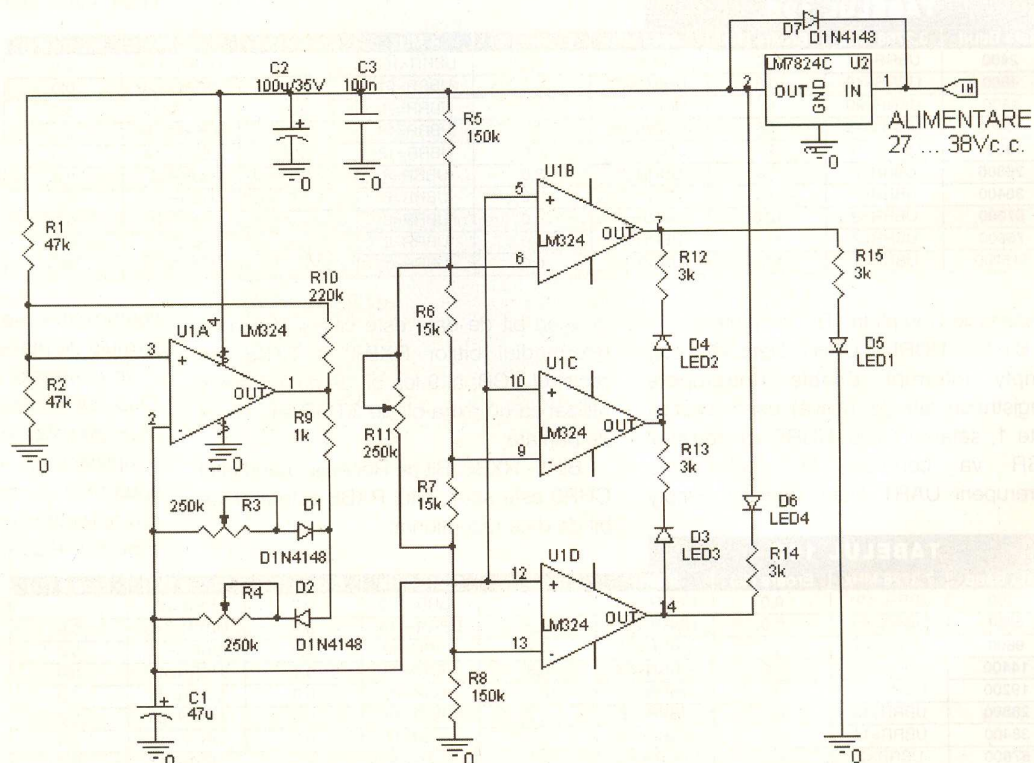 D7
D1N4148
LM7824C U2
OUT GND IN
2
1
IN
ALIMENTARE
27 ... 38Vc.c.
0
C2
100u/35V
C3
100n
0
0
R5
150k
U1B
5
+
LM324
OUT
7
6
-
R1
47k
R10
220k
U1A
4
LM324
3
+
OUT
1
2
-
11
0
R2
47k
0
R9
1k
R12
3k
R15
3k
R6
15k
D4
LED2
D5
LED1
U1C
10
+
LM324
OUT
8
9
-
R11
250k
R13
3k
R7
15k
D6
LED4
D3
LED3
R14
3k
250k
R3
D1
D1N4148
R4
D2
250k
D1N4148
U1D
12
+
LM324
OUT
14
13
-
C1
47u
0
R8
150k
0
0